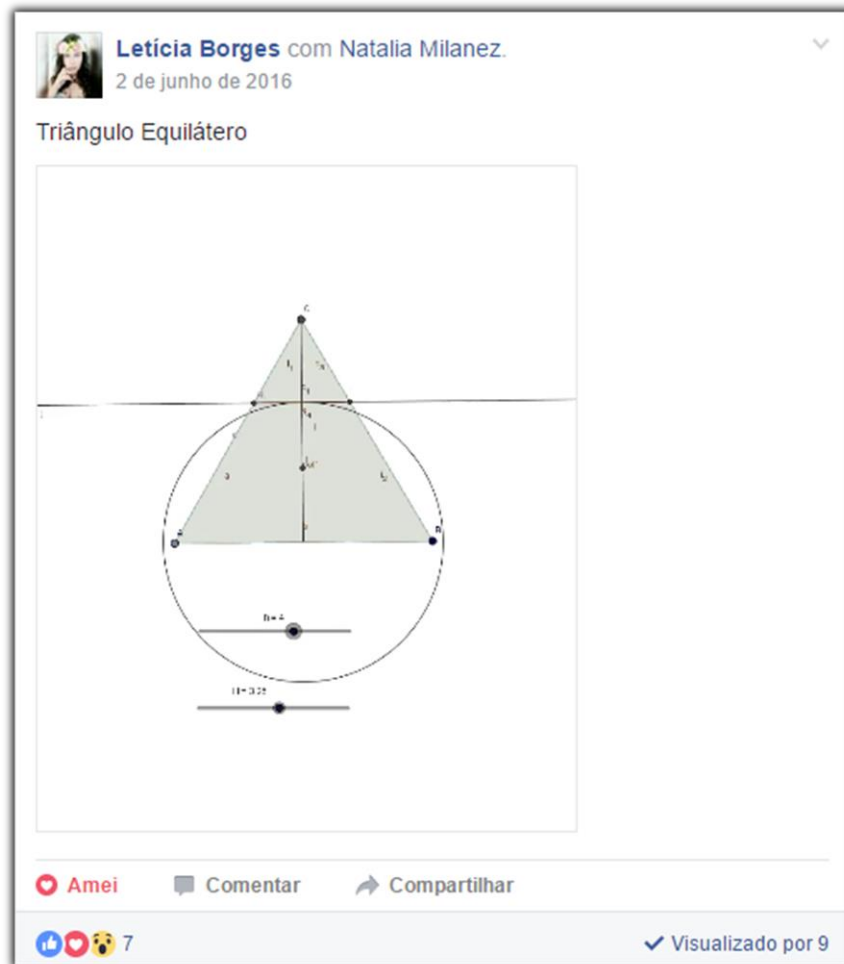 Letícia Borges com Natalia Milanez.
2 de junho de 2016
Triângulo Equilátero
C
B
Amei
Comentar
Compartilhar
7
Visualizado por 9